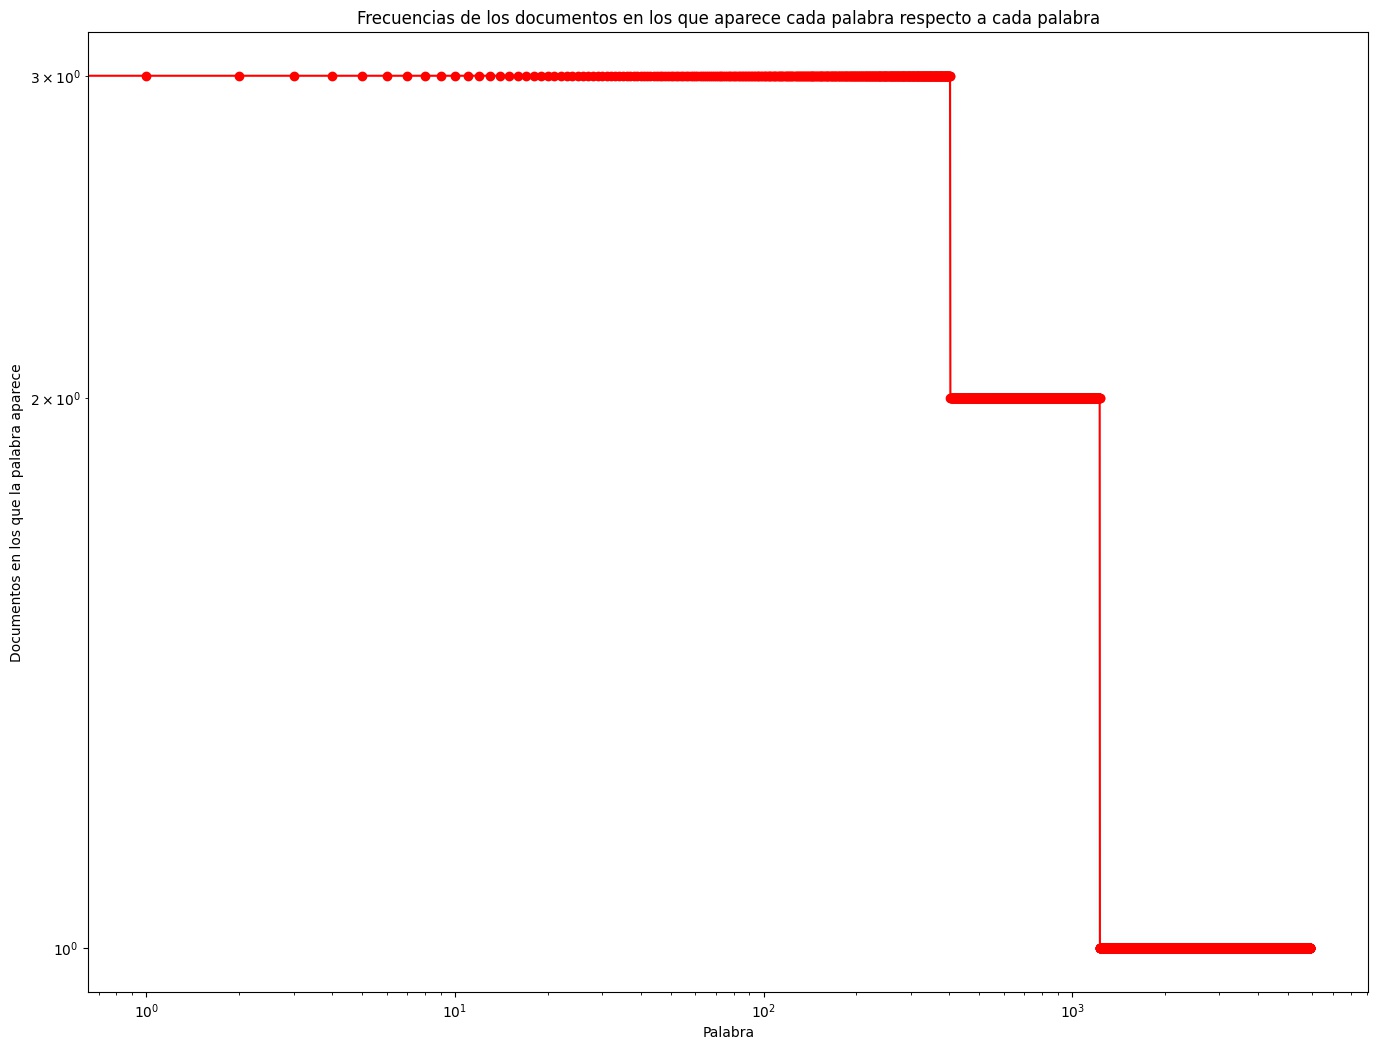 Frecuencias de los documentos en los que aparece cada palabra respecto a cada palabra
3 × 10⁰
2 × 10⁰
10⁰
Documentos en los que la palabra aparece
10⁰ 10¹ 10² 10³
Palabra